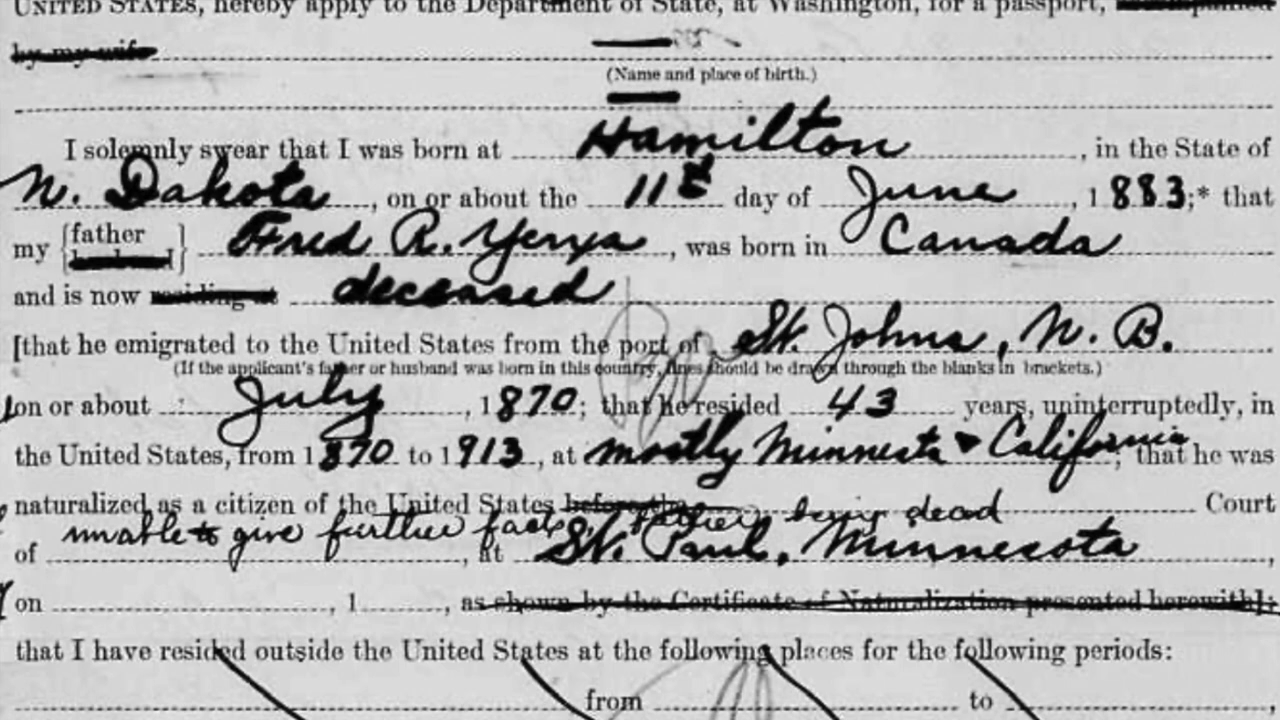 UNITED STATES, hereby apply to the Department of State, at Washington, for a passport,
by my wife
(Name and place of birth.)
I solemnly swear that I was born at Hamilton, in the State of
N. Dakota, on or about the 11th day of June, 1883;* that
my {father} Fred R. Yerxa, was born in Canada
and is now residing at deceased
[that he emigrated to the United States from the port of St. Johns, N. B.
(If the applicant's father or husband was born in this country, lines should be drawn through the blanks in brackets.)
on or about July, 1870; that he resided 43 years, uninterruptedly, in
the United States, from 1870 to 1913, at mostly Minnesta & California; that he was
naturalized as a citizen of the United States before the Court
unable to give further facts, father being dead
of, at St. Paul, Minnesota,
on, 1, as shown by the Certificate of Naturalization presented herewith];
that I have resided outside the United States at the following places for the following periods:
from to,